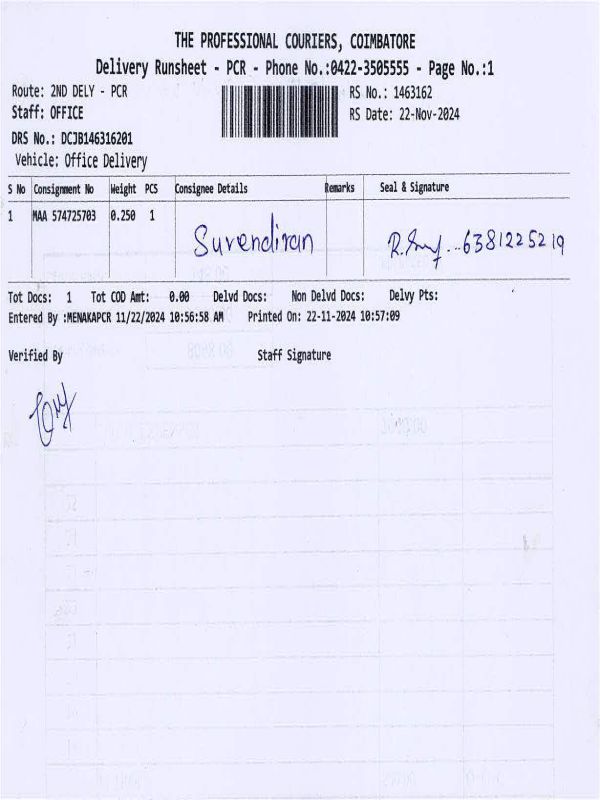 THE PROFESSIONAL COURIERS, COIMBATORE
Delivery Runsheet - PCR - Phone No.:0422-3505555 - Page No.:1
Route: 2ND DELY - PCR RS No.: 1463162
Staff: OFFICE RS Date: 22-Nov-2024
DRS No.: DCJB146316201
Vehicle: Office Delivery
S No Consignment No Weight PCS Consignee Details Remarks Seal & Signature
1 MAA 574725703 0.250 1
Surendiran 6381225219
Tot Docs: 1 Tot COD Amt: 0.00 Delvd Docs: Non Delvd Docs: Delvy Pts:
Entered By :MENAKAPCR 11/22/2024 10:56:58 AM Printed On: 22-11-2024 10:57:09
Verified By Staff Signature